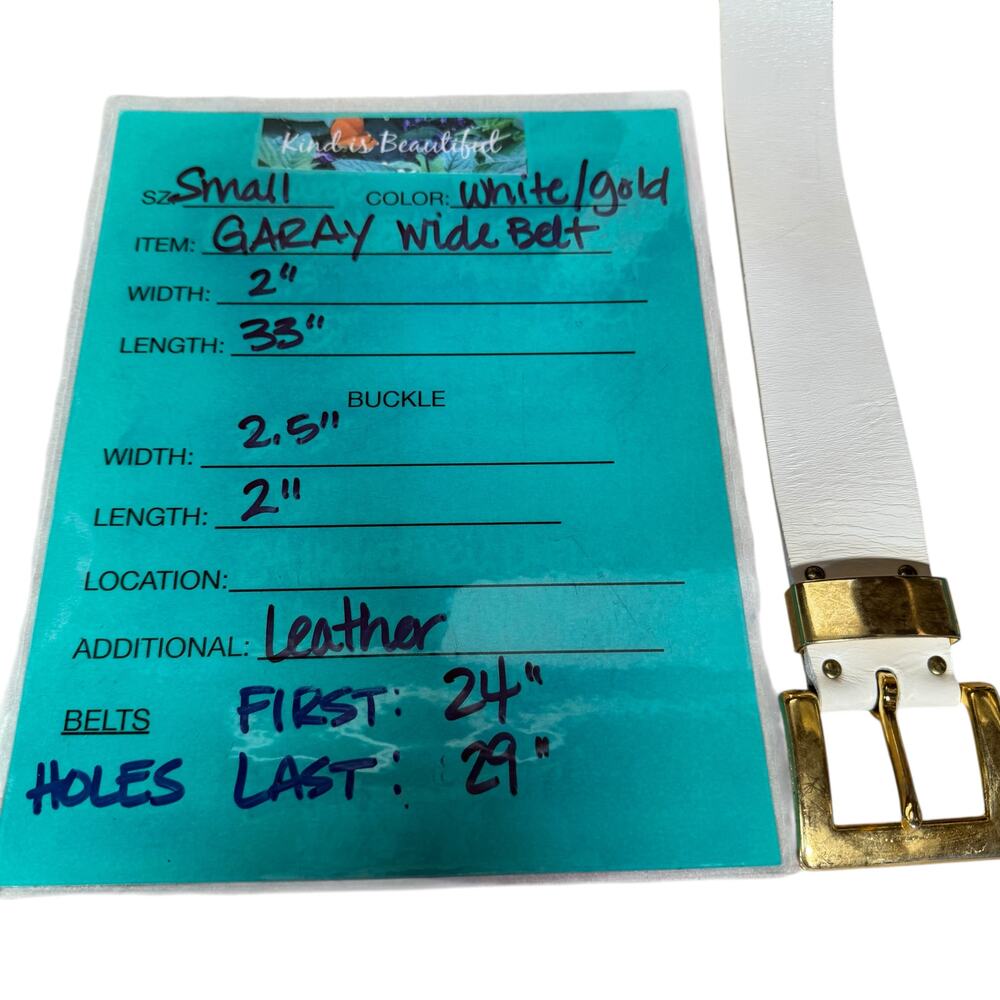 Kind is Beautiful
SZ Small COLOR: white/gold
ITEM: GARAY Wide Belt
WIDTH: 2"
LENGTH: 33"
BUCKLE
WIDTH: 2.5"
LENGTH: 2"
LOCATION:
ADDITIONAL: Leather
BELTS FIRST: 24"
HOLES LAST: 29"